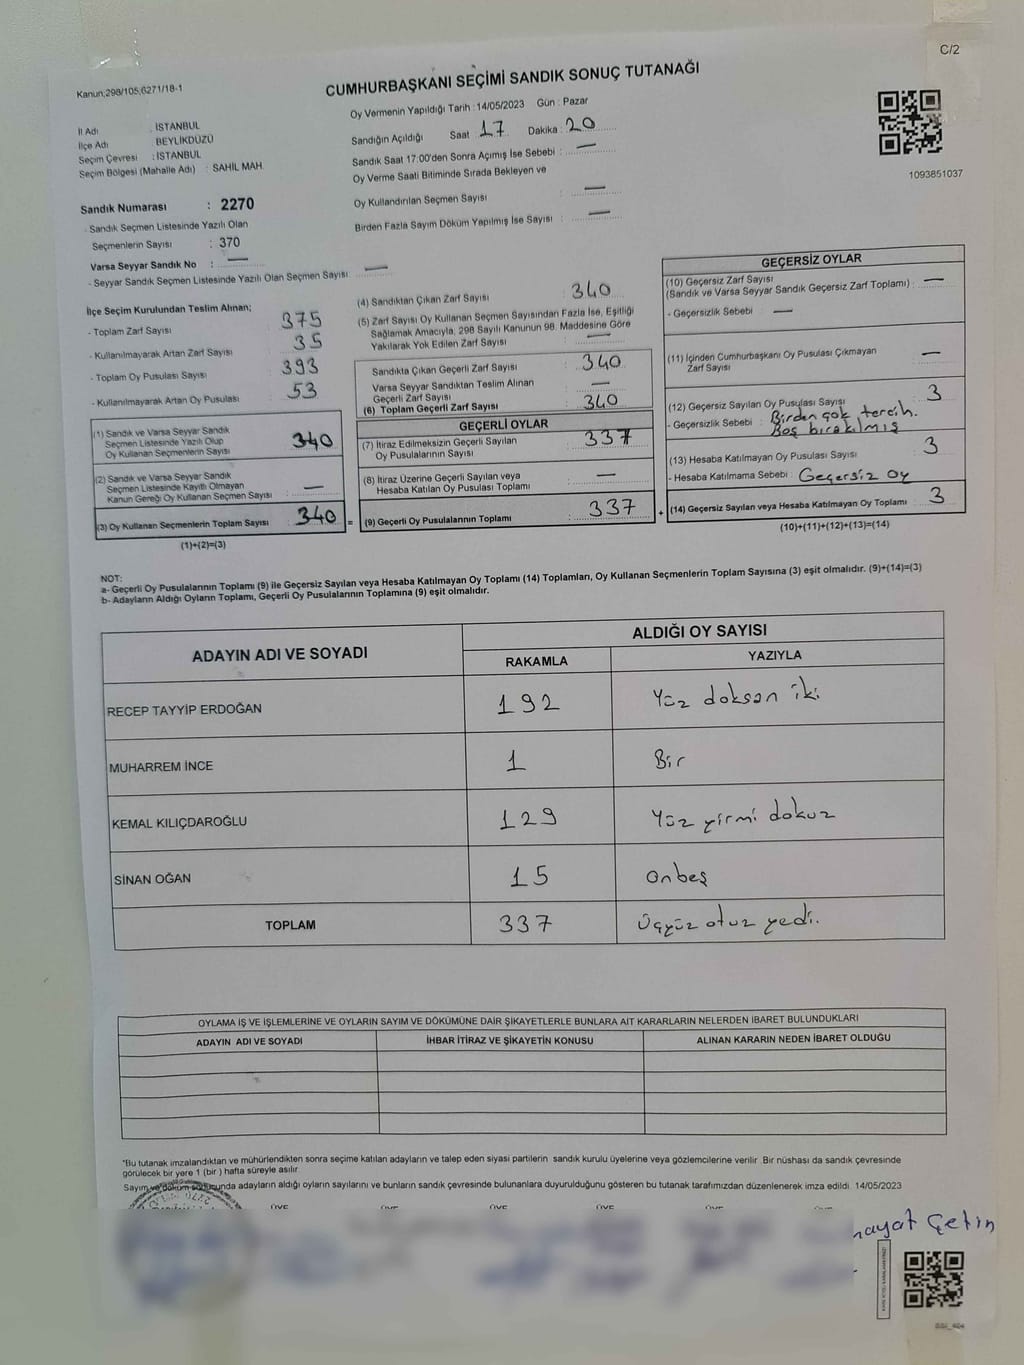 C/2
Kanun;298/105;6271/18-1
CUMHURBAŞKANI SEÇİMİ SANDIK SONUÇ TUTANAĞI
Oy Vermenin Yapıldığı Tarih : 14/05/2023 Gün : Pazar
İl Adı : İSTANBUL
İlçe Adı : BEYLİKDÜZÜ
Seçim Çevresi : İSTANBUL
Seçim Bölgesi (Mahalle Adı) : SAHİL MAH.
Sandığın Açıldığı Saat 17 Dakika : 20
Sandık Saat 17:00'den Sonra Açımış İse Sebebi : —
Oy Verme Saati Bitiminde Sırada Bekleyen ve
Oy Kullandırılan Seçmen Sayısı : —
Birden Fazla Sayım Döküm Yapılmış İse Sayısı : —
1093851037
Sandık Numarası : 2270
- Sandık Seçmen Listesinde Yazılı Olan
Seçmenlerin Sayısı : 370
Varsa Seyyar Sandık No : —
- Seyyar Sandık Seçmen Listesinde Yazılı Olan Seçmen Sayısı : —
İlçe Seçim Kurulundan Teslim Alınan;
- Toplam Zarf Sayısı 375
- Kullanılmayarak Artan Zarf Sayısı 35
- Toplam Oy Pusulası Sayısı 393
- Kullanılmayarak Artan Oy Pusulası 53
(1) Sandık ve Varsa Seyyar Sandık
Seçmen Listesinde Yazılı Olup
Oy Kullanan Seçmenlerin Sayısı 340
(2) Sandık ve Varsa Seyyar Sandık
Seçmen Listesinde Kayıtlı Olmayan
Kanun Gereği Oy Kullanan Seçmen Sayısı —
(3) Oy Kullanan Seçmenlerin Toplam Sayısı 340 =
(1)+(2)=(3)
(4) Sandıktan Çıkan Zarf Sayısı : 340
(5) Zarf Sayısı Oy Kullanan Seçmen Sayısından Fazla İse, Eşitliği
Sağlamak Amacıyla, 298 Sayılı Kanunun 98. Maddesine Göre
Yakılarak Yok Edilen Zarf Sayısı : —
Sandıkta Çıkan Geçerli Zarf Sayısı : 340
Varsa Seyyar Sandıktan Teslim Alınan
Geçerli Zarf Sayısı : —
(6) Toplam Geçerli Zarf Sayısı : 340
GEÇERLİ OYLAR
(7) İtiraz Edilmeksizin Geçerli Sayılan
Oy Pusulalarının Sayısı : 337
(8) İtiraz Üzerine Geçerli Sayılan veya
Hesaba Katılan Oy Pusulası Toplamı : —
(9) Geçerli Oy Pusulalarının Toplamı : 337 +
GEÇERSİZ OYLAR
(10) Geçersiz Zarf Sayısı
(Sandık ve Varsa Seyyar Sandık Geçersiz Zarf Toplamı) : —
- Geçersizlik Sebebi : —
(11) İçinden Cumhurbaşkanı Oy Pusulası Çıkmayan
Zarf Sayısı : —
(12) Geçersiz Sayılan Oy Pusulası Sayısı : 3
- Geçersizlik Sebebi : Birden çok tercih.
Boş bırakılmış
(13) Hesaba Katılmayan Oy Pusulası Sayısı : 3
- Hesaba Katılmama Sebebi : Geçersiz oy
(14) Geçersiz Sayılan veya Hesaba Katılmayan Oy Toplamı : 3
(10)+(11)+(12)+(13)=(14)
NOT:
a- Geçerli Oy Pusulalarının Toplamı (9) ile Geçersiz Sayılan veya Hesaba Katılmayan Oy Toplamı (14) Toplamları, Oy Kullanan Seçmenlerin Toplam Sayısına (3) eşit olmalıdır. (9)+(14)=(3)
b- Adayların Aldığı Oyların Toplamı, Geçerli Oy Pusulalarının Toplamına (9) eşit olmalıdır.
ADAYIN ADI VE SOYADI
ALDIĞI OY SAYISI
RAKAMLA YAZIYLA
RECEP TAYYİP ERDOĞAN 192 Yüz doksan iki
MUHARREM İNCE 1 Bir
KEMAL KILIÇDAROĞLU 129 Yüz yirmi dokuz
SİNAN OĞAN 15 Onbeş
TOPLAM 337 Üçyüz otuz yedi.
OYLAMA İŞ VE İŞLEMLERİNE VE OYLARIN SAYIM VE DÖKÜMÜNE DAİR ŞİKAYETLERLE BUNLARA AİT KARARLARIN NELERDEN İBARET BULUNDUKLARI
ADAYIN ADI VE SOYADI İHBAR İTİRAZ VE ŞİKAYETİN KONUSU ALINAN KARARIN NEDEN İBARET OLDUĞU
*Bu tutanak imzalandıktan ve mühürlendikten sonra seçime katılan adayların ve talep eden siyasi partilerin sandık kurulu üyelerine veya gözlemcilerine verilir. Bir nüshası da sandık çevresinde
görülecek bir yere 1 (bir ) hafta süreyle asılır.
Sayım ve döküm sonucunda adayların aldığı oyların sayılarını ve bunların sandık çevresinde bulunanlara duyurulduğunu gösteren bu tutanak tarafımızdan düzenlenerek imza edildi. 14/05/2023
ÜYE ÜYE ÜYE ÜYE ÜYE ÜYE
hayat Çetin